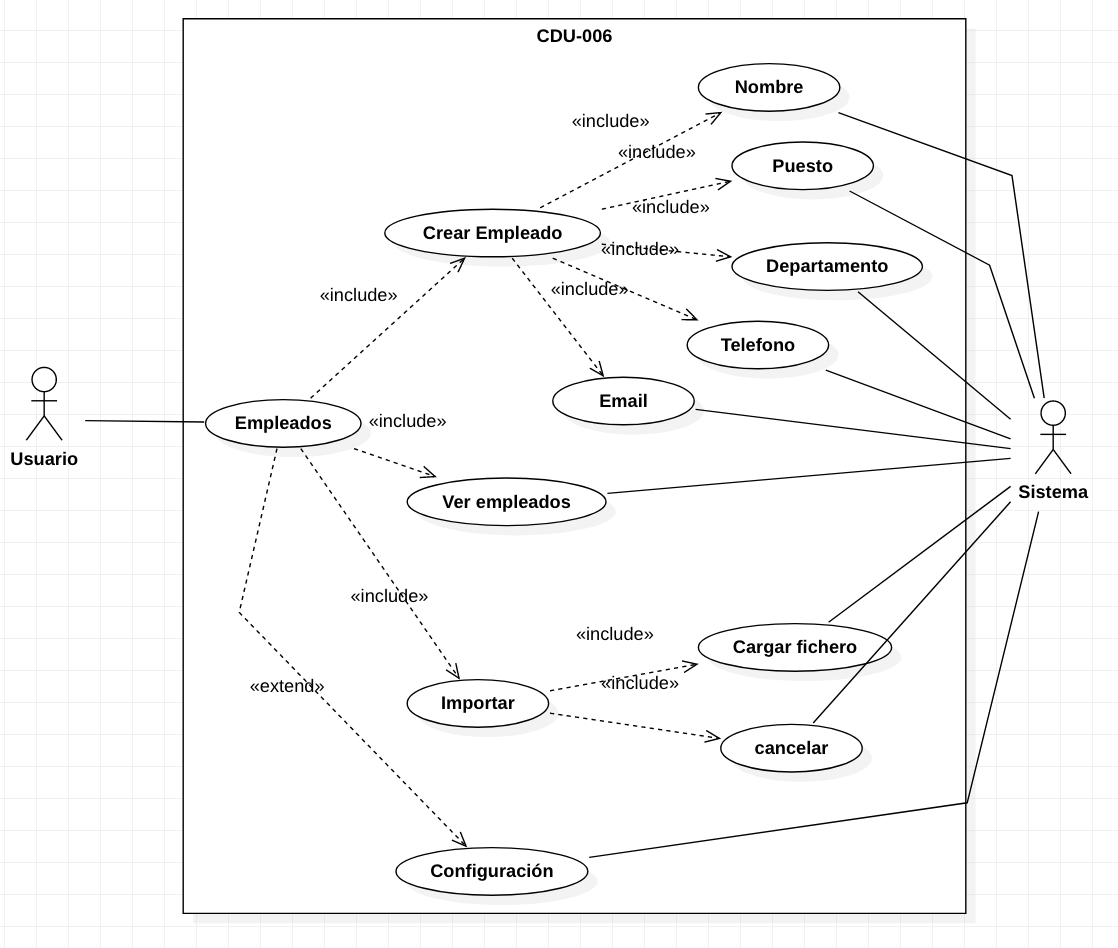 CDU-006
Nombre
«include»
«include»
Puesto
«include»
Crear Empleado
«include»
Departamento
«include»
«include»
Telefono
Email
Empleados
«include»
Usuario
Ver empleados
Sistema
«include»
«include»
Cargar fichero
«extend»
«include»
Importar
cancelar
Configuración